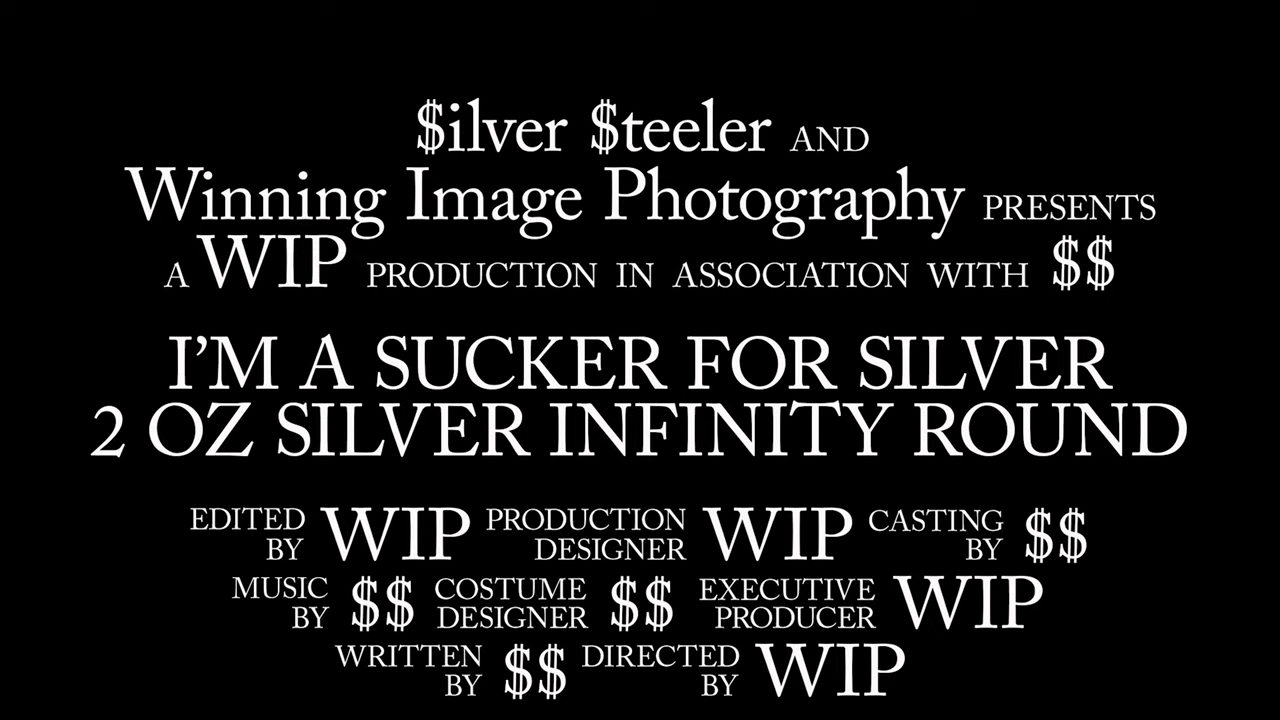 $ilver $teeler AND
Winning Image Photography PRESENTS
A WIP PRODUCTION IN ASSOCIATION WITH $$
I'M A SUCKER FOR SILVER
2 OZ SILVER INFINITY ROUND
EDITED BY WIP PRODUCTION DESIGNER WIP CASTING BY $$
MUSIC BY $$ COSTUME DESIGNER $$ EXECUTIVE PRODUCER WIP
WRITTEN BY $$ DIRECTED BY WIP